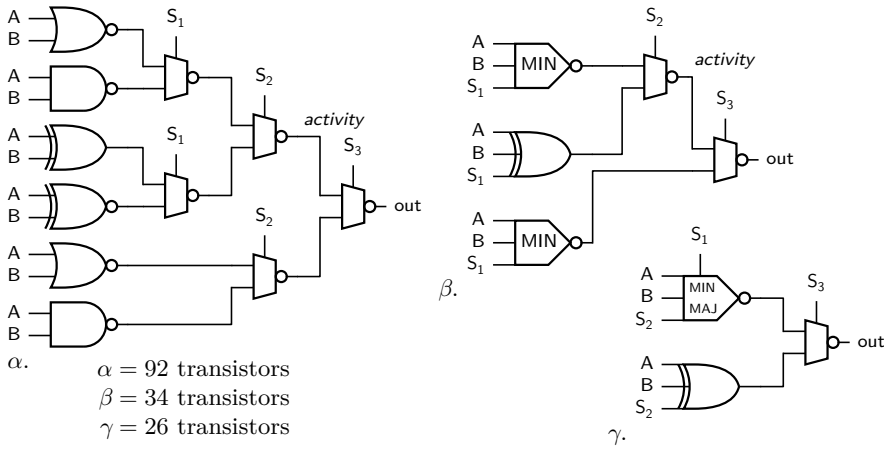 A
B
S₁
A
B
S₂
activity
A
B
S₁
S₃
A
B
out
A
B
S₂
A
B
α.
α = 92 transistors
β = 34 transistors
γ = 26 transistors
A
B
S₁
MIN
S₂
activity
A
B
S₁
S₃
out
A
B
S₁
MIN
β.
A
B
S₂
S₁
MIN
MAJ
S₃
out
A
B
S₂
γ.